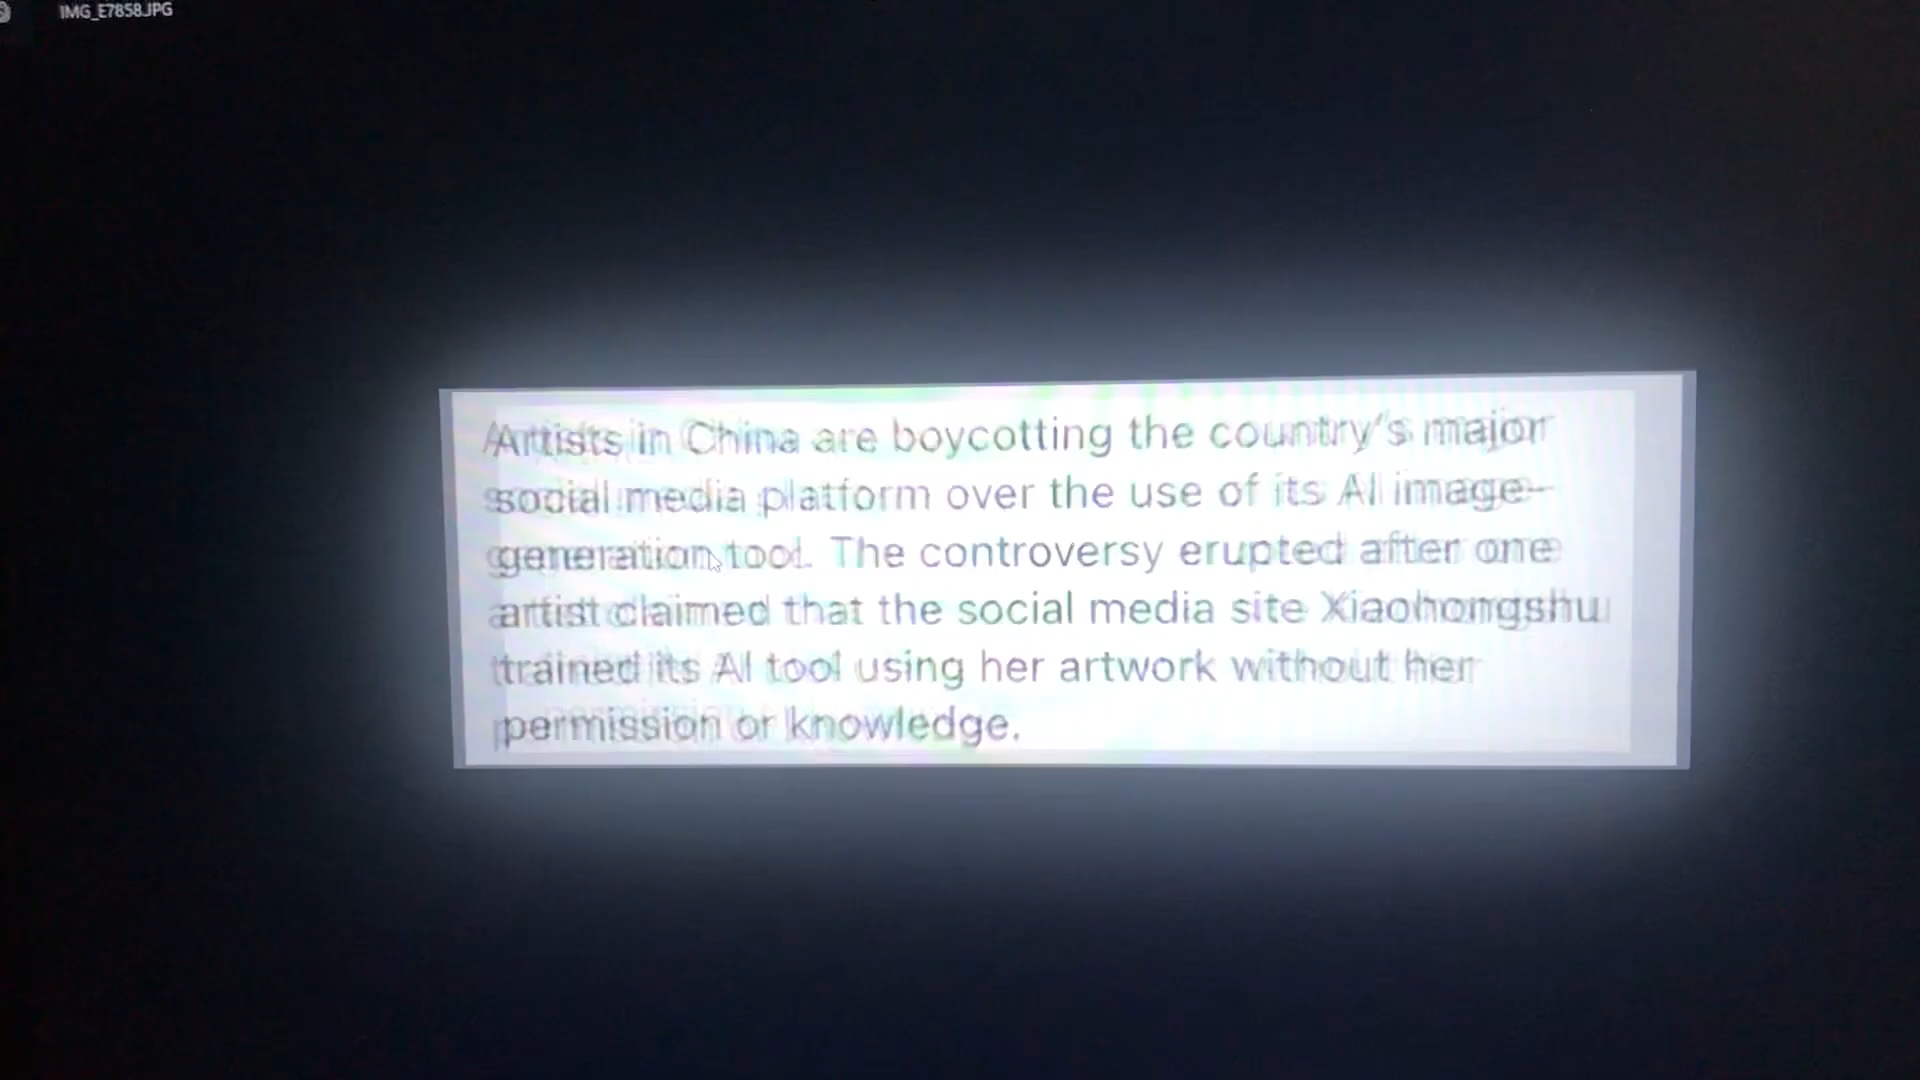 IMG_E7858.JPG
Artists in China are boycotting the country's major
social media platform over the use of its AI image-
generation tool. The controversy erupted after one
artist claimed that the social media site Xiaohongshu
trained its AI tool using her artwork without her
permission or knowledge.